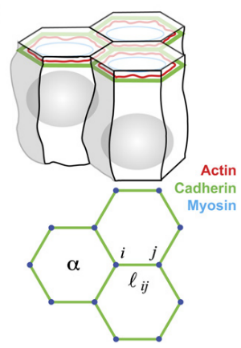 Actin
Cadherin
Myosin
α
i
j
ℓ ij